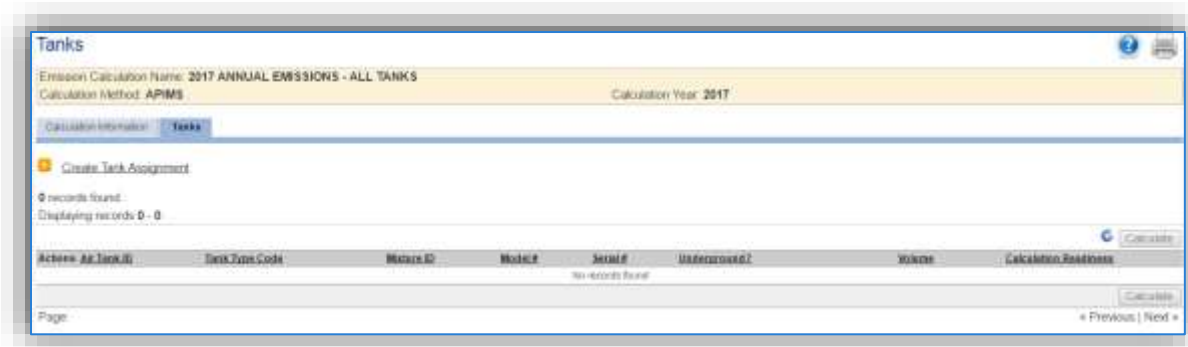 Tanks
Emission Calculation Name: 2017 ANNUAL EMISSIONS - ALL TANKS
Calculation Method: APIMS Calculation Year: 2017
Calculation Information Tanks
Create Tank Assignment
0 records found.
Displaying records 0 - 0
Calculate
Actions Air Tank ID Tank Type Code Mixture ID Model # Serial # Underground? Volume Calculation Readiness
No records found
Calculate
Page: « Previous | Next »